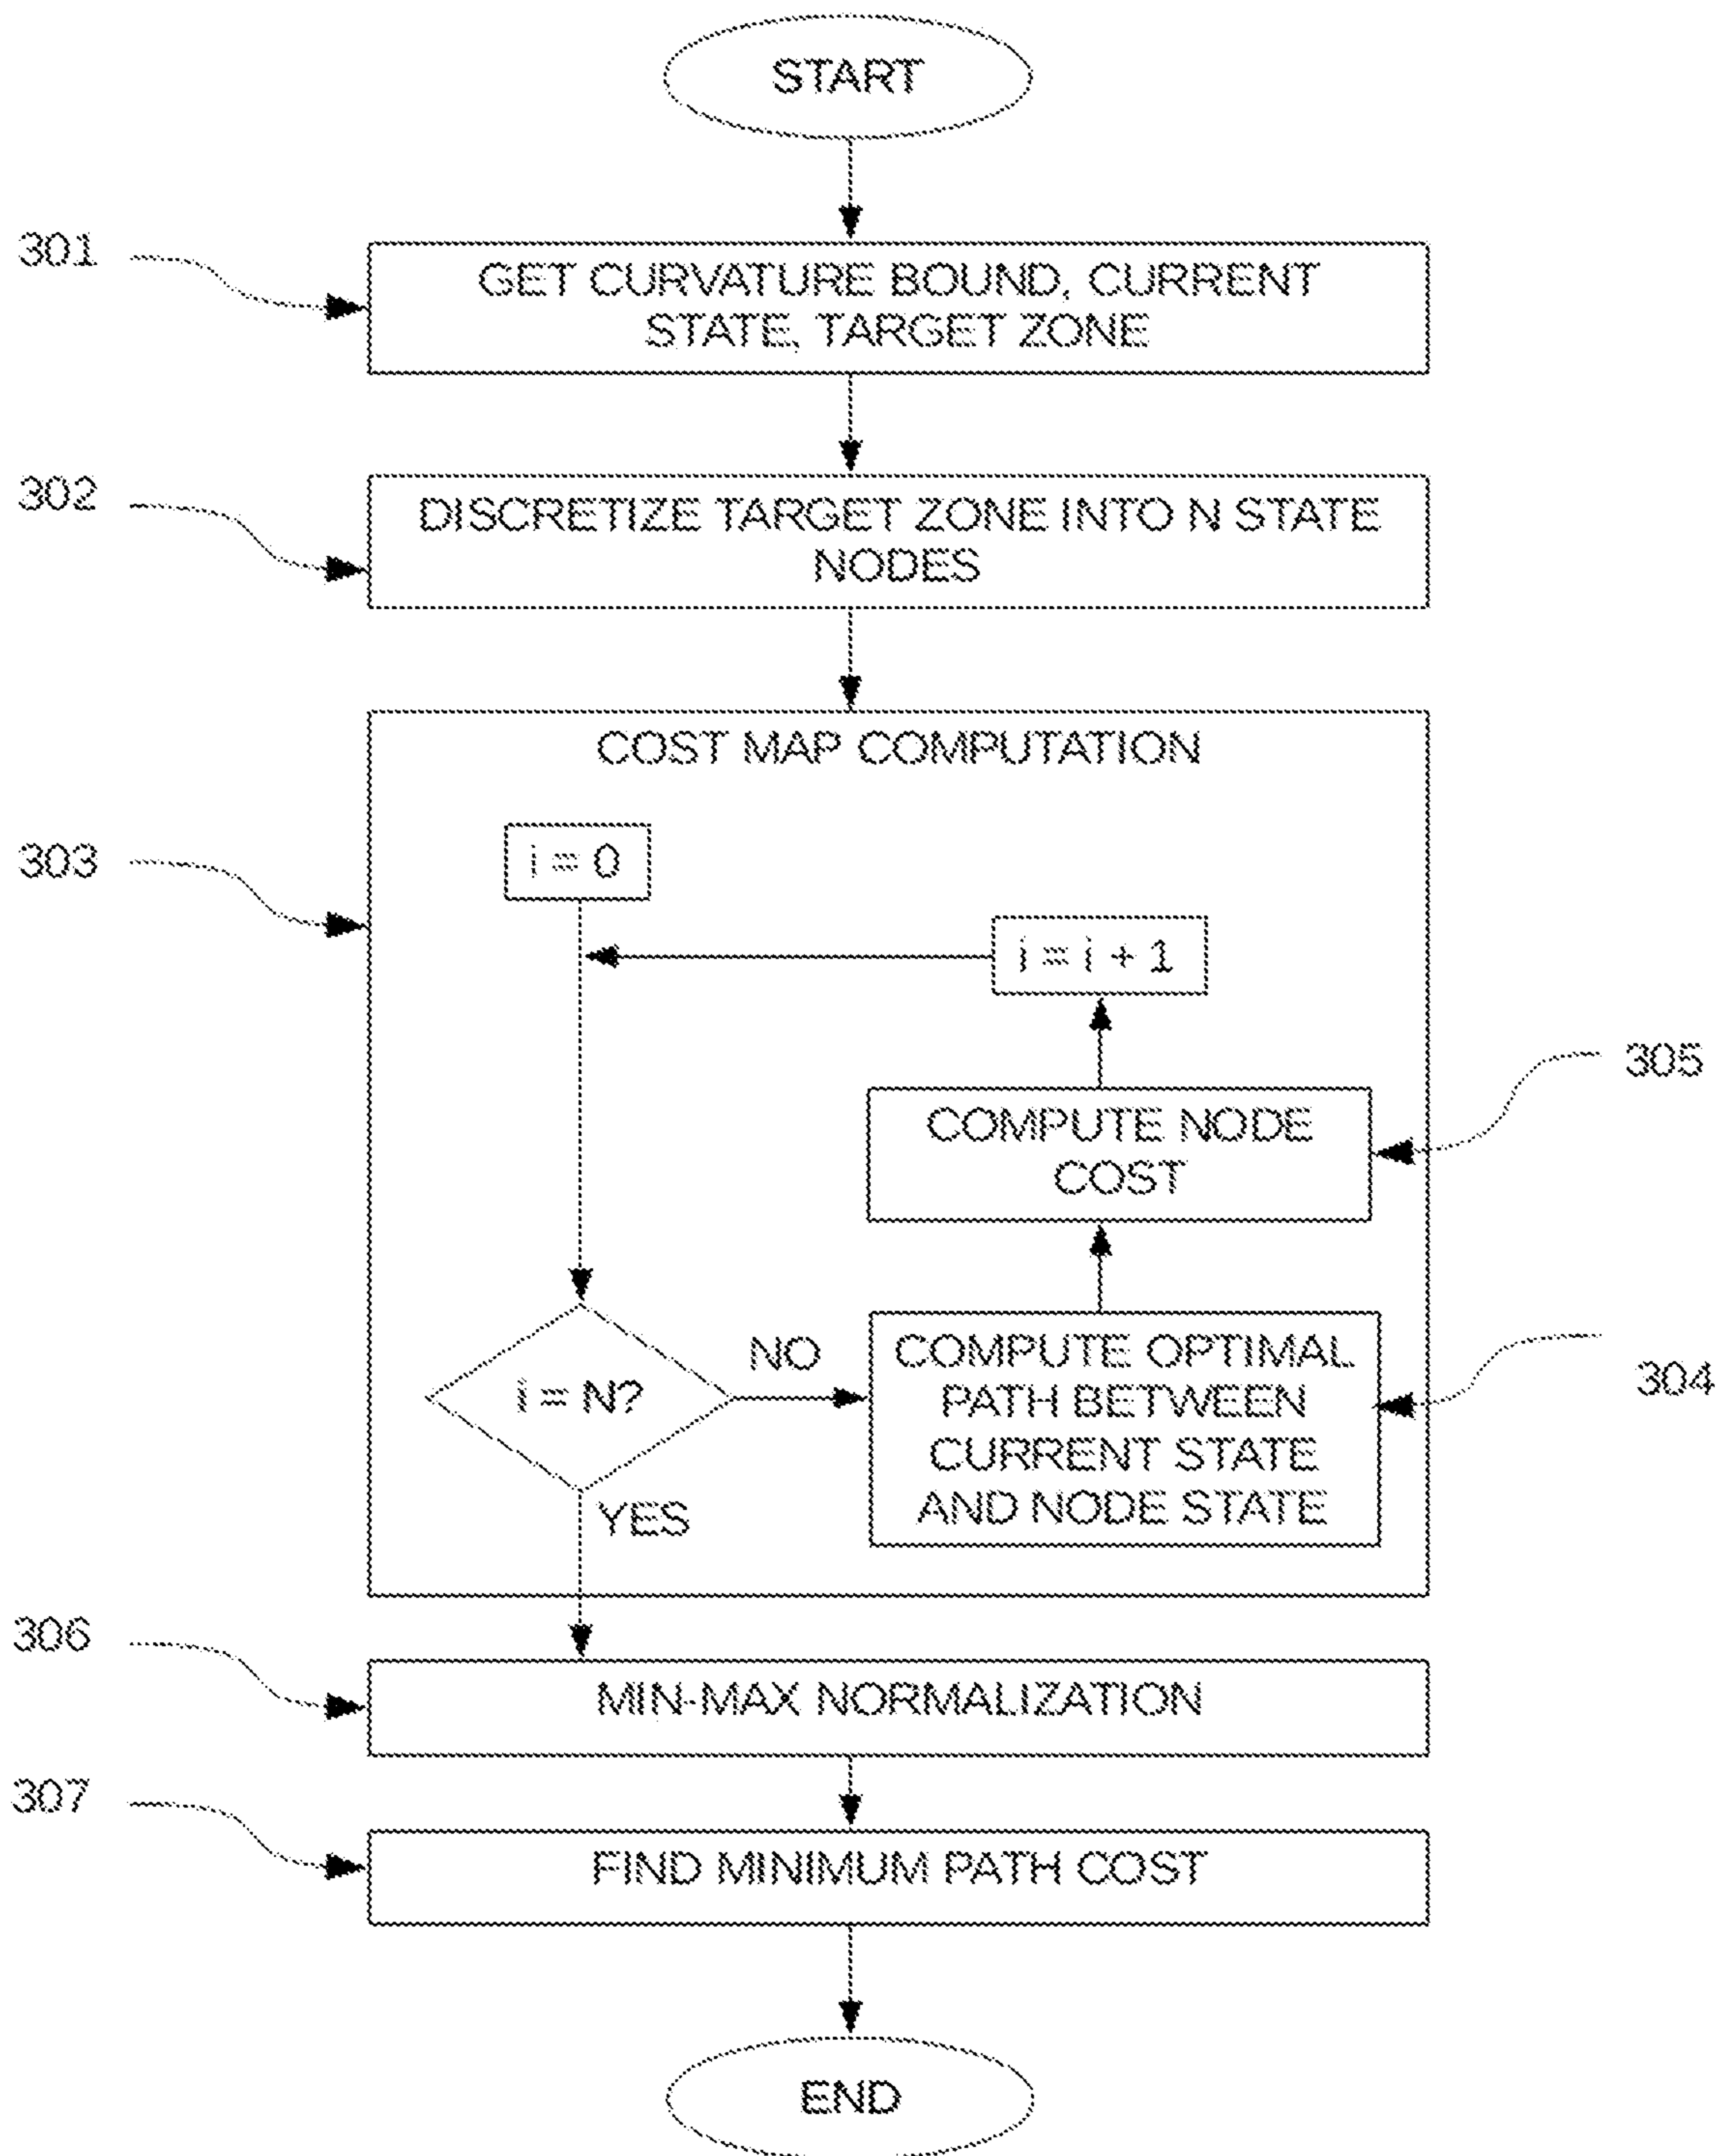 START
301
GET CURVATURE BOUND, CURRENT
STATE, TARGET ZONE
302
DISCRETIZE TARGET ZONE INTO N STATE
NODES
COST MAP COMPUTATION
303
i = 0
i = i + 1
305
COMPUTE NODE
COST
i = N?
NO
YES
COMPUTE OPTIMAL
PATH BETWEEN
CURRENT STATE
AND NODE STATE
304
306
MIN-MAX NORMALIZATION
307
FIND MINIMUM PATH COST
END